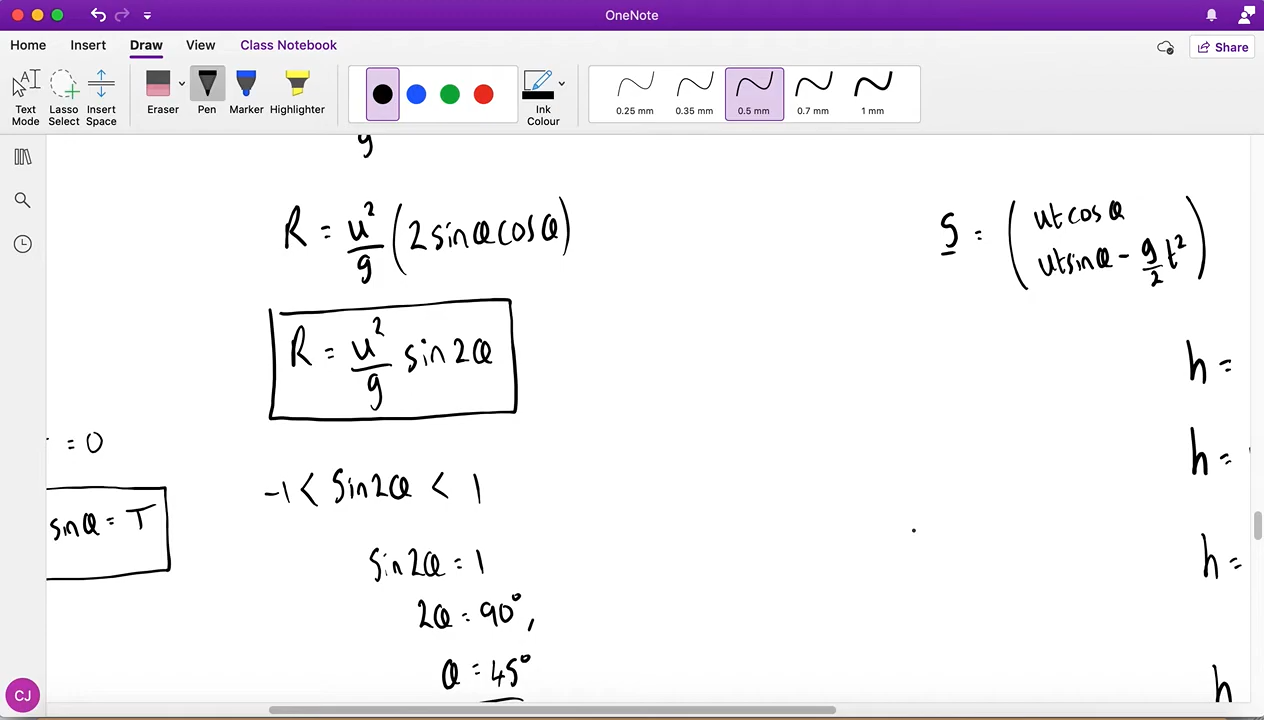 OneNote
Home Insert Draw View Class Notebook
Share
Text Mode
Lasso Select
Insert Space
Eraser
Pen
Marker
Highlighter
Ink Colour
0.25 mm
0.35 mm
0.5 mm
0.7 mm
1 mm
g
R = u²/g (2 sinθ cosθ)
R = u²/g sin2θ
-1 < Sin2θ < 1
sin2θ = 1
2θ = 90°,
θ = 45°
= 0
sinθ = T
S = ( ut cosθ
utsinθ - g/2 t² )
h =
h =
h =
h
CJ